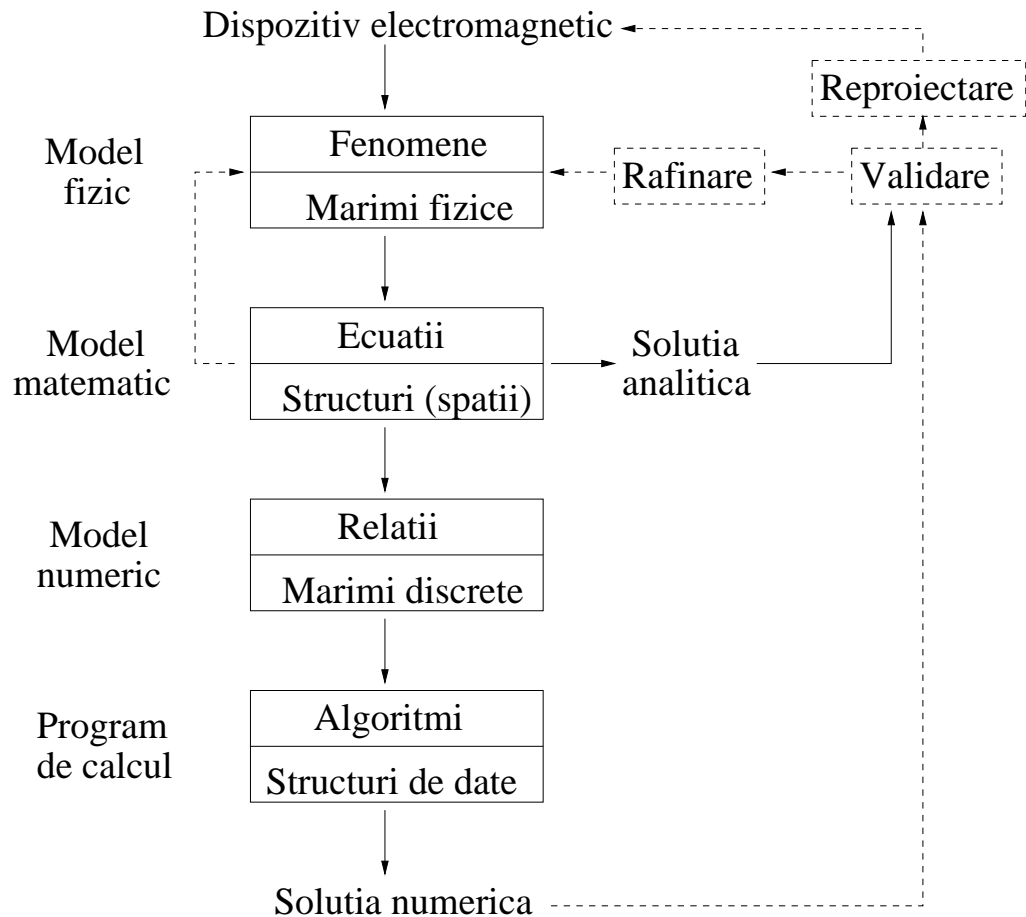 Dispozitiv electromagnetic
Reproiectare
Model
fizic
Fenomene
Marimi fizice
Rafinare
Validare
Model
matematic
Ecuatii
Structuri (spatii)
Solutia
analitica
Model
numeric
Relatii
Marimi discrete
Program
de calcul
Algoritmi
Structuri de date
Solutia numerica